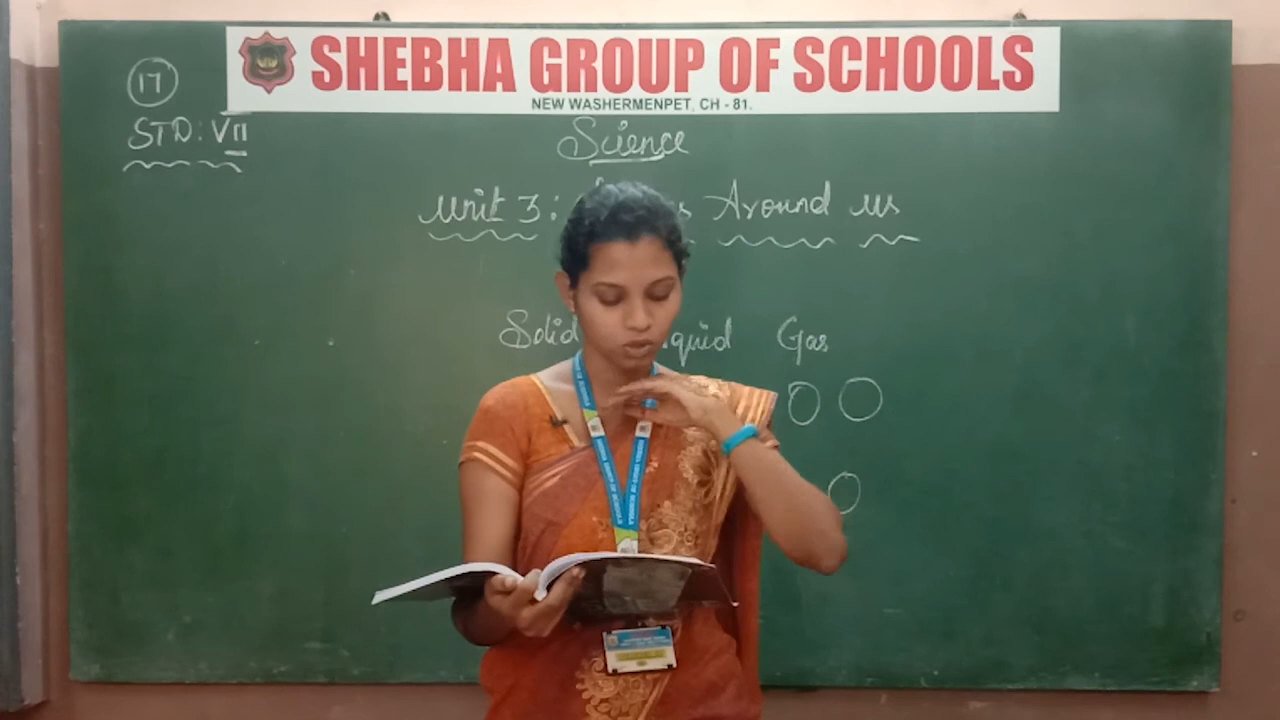 SHEBHA GROUP OF SCHOOLS
NEW WASHERMENPET, CH - 81.
17
STD: VII
Science
Unit 3: Around us
Solid Gas